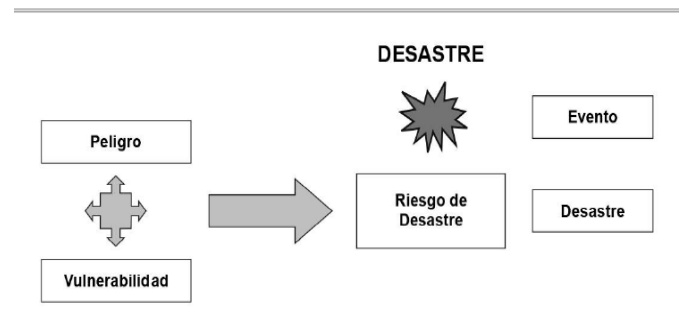 DESASTRE
Evento
Peligro
Riesgo de
Desastre
Desastre
Vulnerabilidad